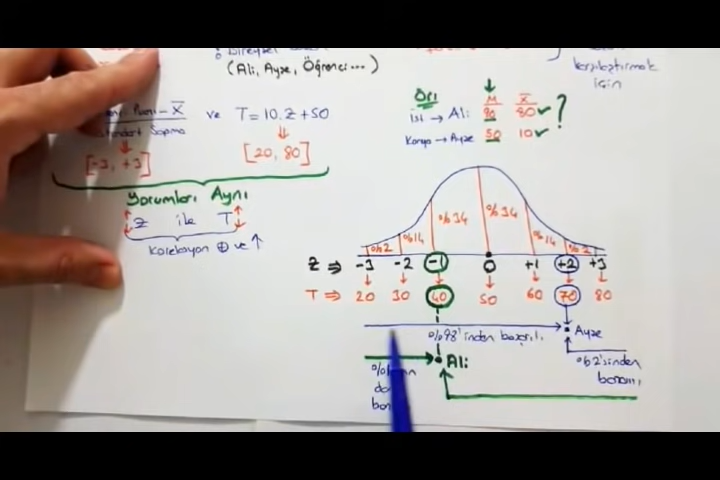 (Ali, Ayşe, Öğrenci...)
karşılaştırmak
için
Puanı - X̄
standart Sapma
ve T = 10.Z + 50
[-3, +3]
[20, 80]
Yorumları Aynı
Z ile T
Korelasyon ⊕ ve ↑
Ör:
M X̄
→ Ali: 90 80 ✓ ?
Konya → Ayşe 50 10 ✓
%2 %14 %34 %34 %14 %2
Z ⇒ -3 -2 -1 0 +1 +2 +3
T ⇒ 20 30 40 50 60 70 80
%98'inden başarılı
Ayşe
Ali
%2'sinden